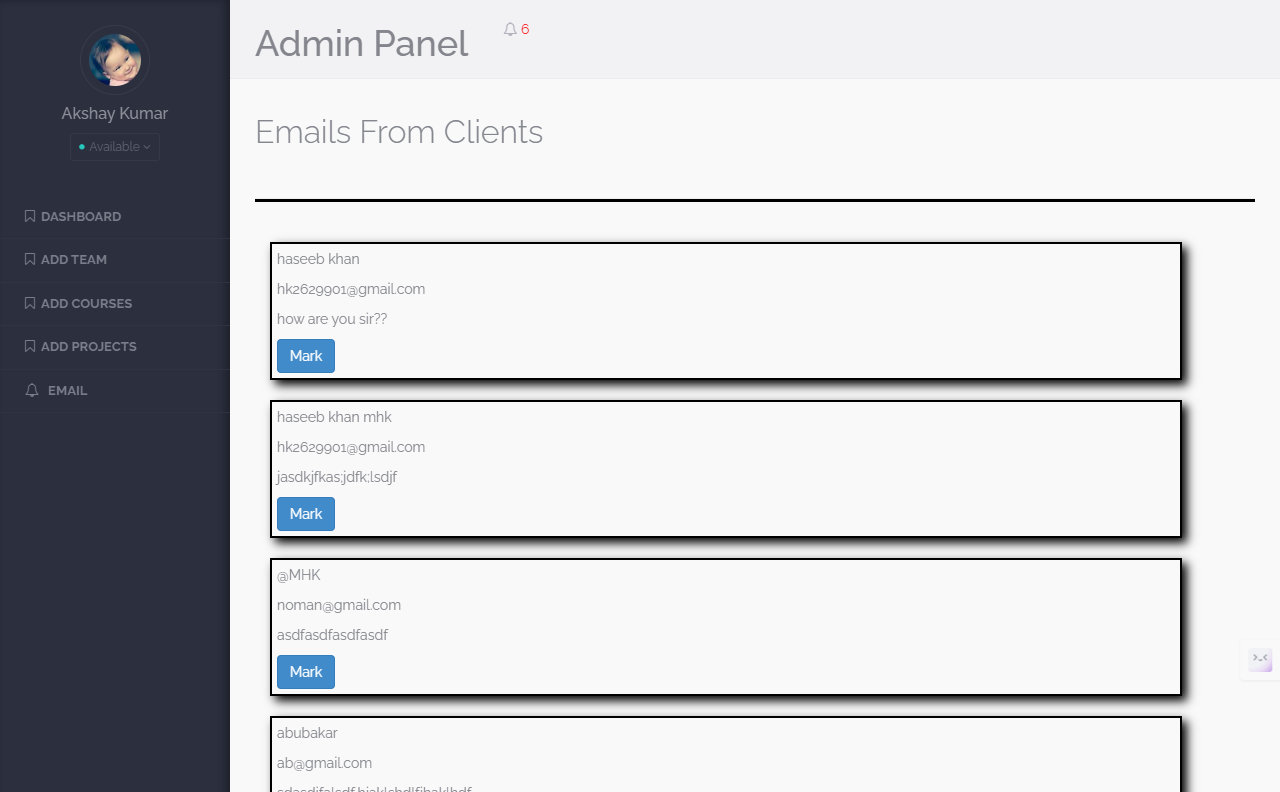 Akshay Kumar
Available
DASHBOARD
ADD TEAM
ADD COURSES
ADD PROJECTS
EMAIL
Admin Panel
6
Emails From Clients
haseeb khan
hk2629901@gmail.com
how are you sir??
Mark
haseeb khan mhk
hk2629901@gmail.com
jasdkjfkas;jdfk;lsdjf
Mark
@MHK
noman@gmail.com
asdfasdfasdfasdf
Mark
abubakar
ab@gmail.com